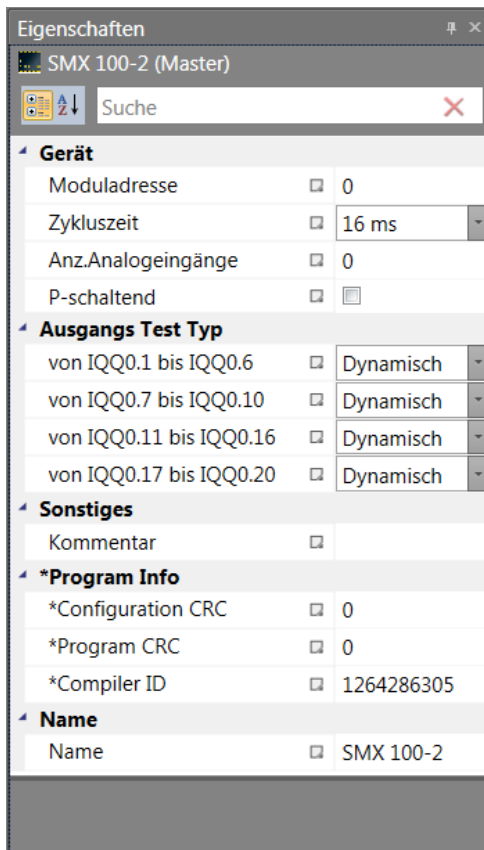 Eigenschaften
SMX 100-2 (Master)
Suche
Gerät
Moduladresse 0
Zykluszeit 16 ms
Anz.Analogeingänge 0
P-schaltend
Ausgangs Test Typ
von IQQ0.1 bis IQQ0.6 Dynamisch
von IQQ0.7 bis IQQ0.10 Dynamisch
von IQQ0.11 bis IQQ0.16 Dynamisch
von IQQ0.17 bis IQQ0.20 Dynamisch
Sonstiges
Kommentar
*Program Info
*Configuration CRC 0
*Program CRC 0
*Compiler ID 1264286305
Name
Name SMX 100-2